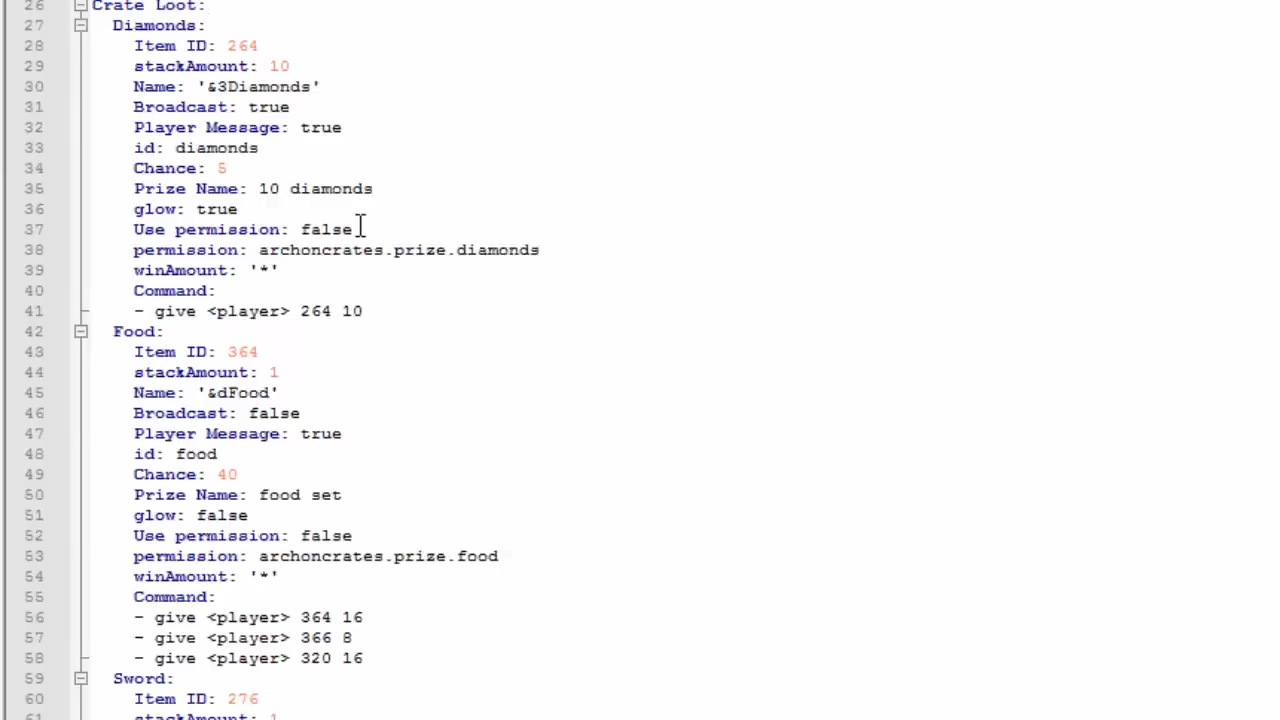 26 Crate Loot:
27 Diamonds:
28 Item ID: 264
29 stackAmount: 10
30 Name: '&3Diamonds'
31 Broadcast: true
32 Player Message: true
33 id: diamonds
34 Chance: 5
35 Prize Name: 10 diamonds
36 glow: true
37 Use permission: false
38 permission: archoncrates.prize.diamonds
39 winAmount: '*'
40 Command:
41 - give <player> 264 10
42 Food:
43 Item ID: 364
44 stackAmount: 1
45 Name: '&dFood'
46 Broadcast: false
47 Player Message: true
48 id: food
49 Chance: 40
50 Prize Name: food set
51 glow: false
52 Use permission: false
53 permission: archoncrates.prize.food
54 winAmount: '*'
55 Command:
56 - give <player> 364 16
57 - give <player> 366 8
58 - give <player> 320 16
59 Sword:
60 Item ID: 276
61 stackAmount: 1